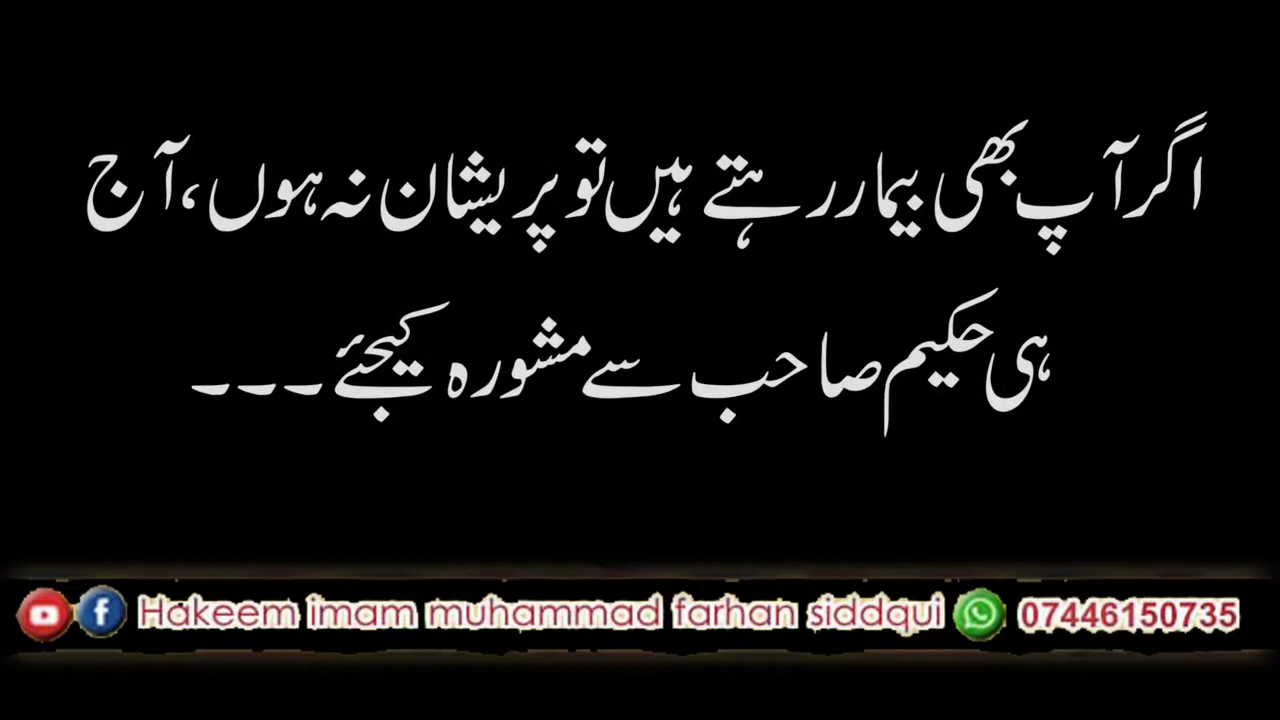 اگر آپ بھی بیمار رہتے ہیں تو پریشان نہ ہوں، آج
ہی حکیم صاحب سے مشورہ کیجئے ۔۔۔
Hakeem imam muhammad farhan siddqui 07446150735